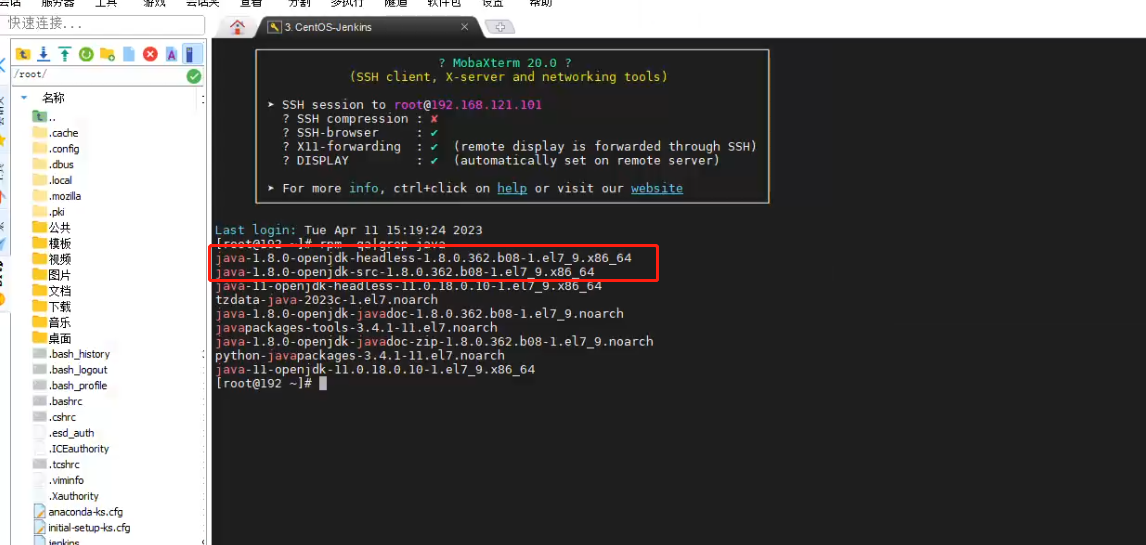 会话 服务器 工具 游戏 会话夹 查看 分割 多执行 隧道 软件包 设置 帮助
快速连接...
3. CentOS-Jenkins
/root/
名称
..
.cache
.config
.dbus
.local
.mozilla
.pki
公共
模板
视频
图片
文档
下载
音乐
桌面
.bash_history
.bash_logout
.bash_profile
.bashrc
.cshrc
.esd_auth
.ICEauthority
.tcshrc
.viminfo
.Xauthority
anaconda-ks.cfg
initial-setup-ks.cfg
jenkins
? MobaXterm 20.0 ?
(SSH client, X-server and networking tools)
➤ SSH session to root@192.168.121.101
? SSH compression : ✘
? SSH-browser : ✔
? X11-forwarding : ✔ (remote display is forwarded through SSH)
? DISPLAY : ✔ (automatically set on remote server)
➤ For more info, ctrl+click on help or visit our website
Last login: Tue Apr 11 15:19:24 2023
[root@192 ~]# rpm -qa|grep java
java-1.8.0-openjdk-headless-1.8.0.362.b08-1.el7_9.x86_64
java-1.8.0-openjdk-src-1.8.0.362.b08-1.el7_9.x86_64
java-11-openjdk-headless-11.0.18.0.10-1.el7_9.x86_64
tzdata-java-2023c-1.el7.noarch
java-1.8.0-openjdk-javadoc-1.8.0.362.b08-1.el7_9.noarch
javapackages-tools-3.4.1-11.el7.noarch
java-1.8.0-openjdk-javadoc-zip-1.8.0.362.b08-1.el7_9.noarch
python-javapackages-3.4.1-11.el7.noarch
java-11-openjdk-11.0.18.0.10-1.el7_9.x86_64
[root@192 ~]#